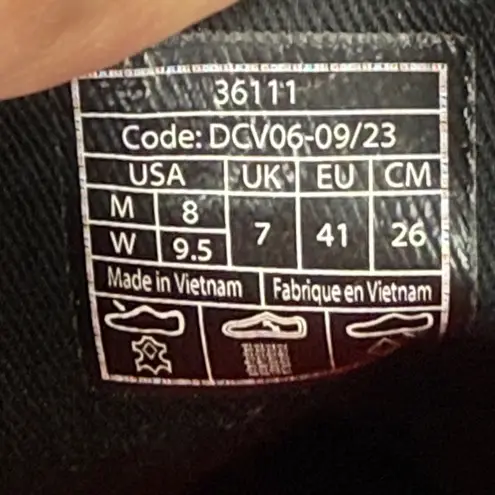 36111
Code: DCV06-09/23
USA UK EU CM
M 8 7 41 26
W 9.5
Made in Vietnam Fabrique en Vietnam